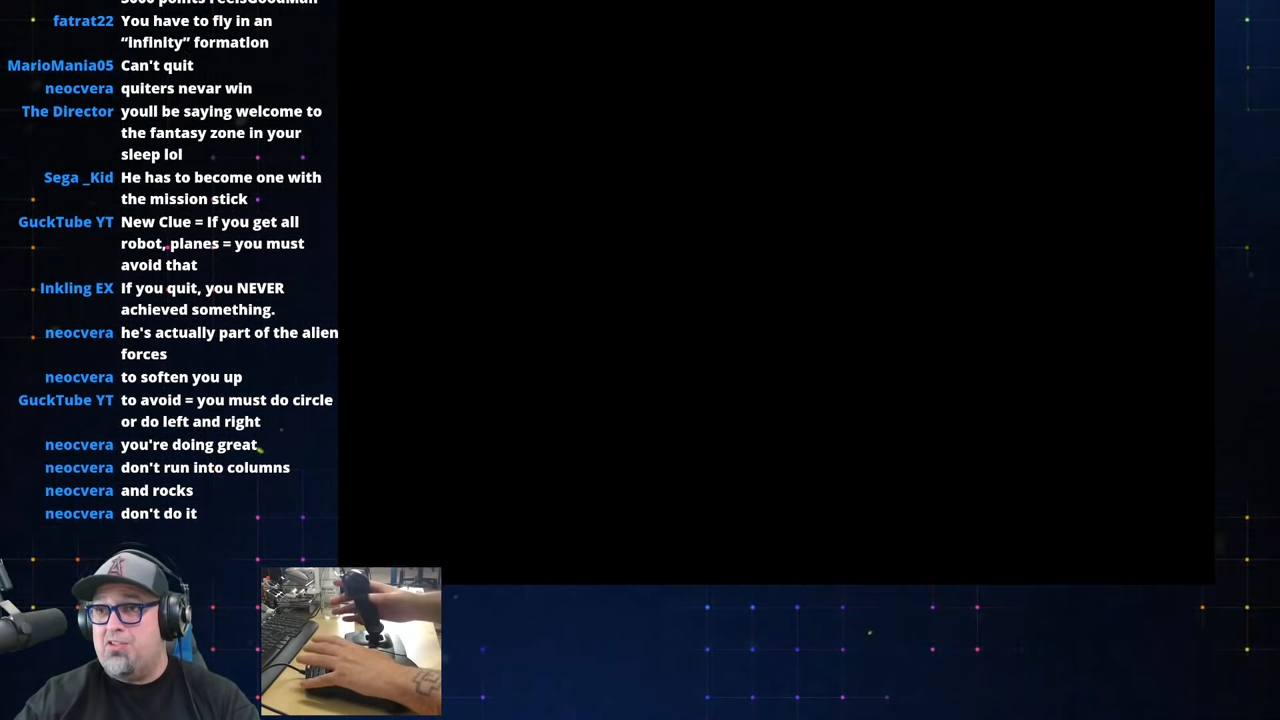 3000 points FeelsGoodMan
fatrat22 You have to fly in an
“infinity” formation
MarioMania05 Can't quit
neocvera quiters nevar win
The Director youll be saying welcome to
the fantasy zone in your
sleep lol
Sega _Kid He has to become one with
the mission stick
GuckTube YT New Clue = If you get all
robot, planes = you must
avoid that
Inkling EX If you quit, you NEVER
achieved something.
neocvera he's actually part of the alien
forces
neocvera to soften you up
GuckTube YT to avoid = you must do circle
or do left and right
neocvera you're doing great
neocvera don't run into columns
neocvera and rocks
neocvera don't do it